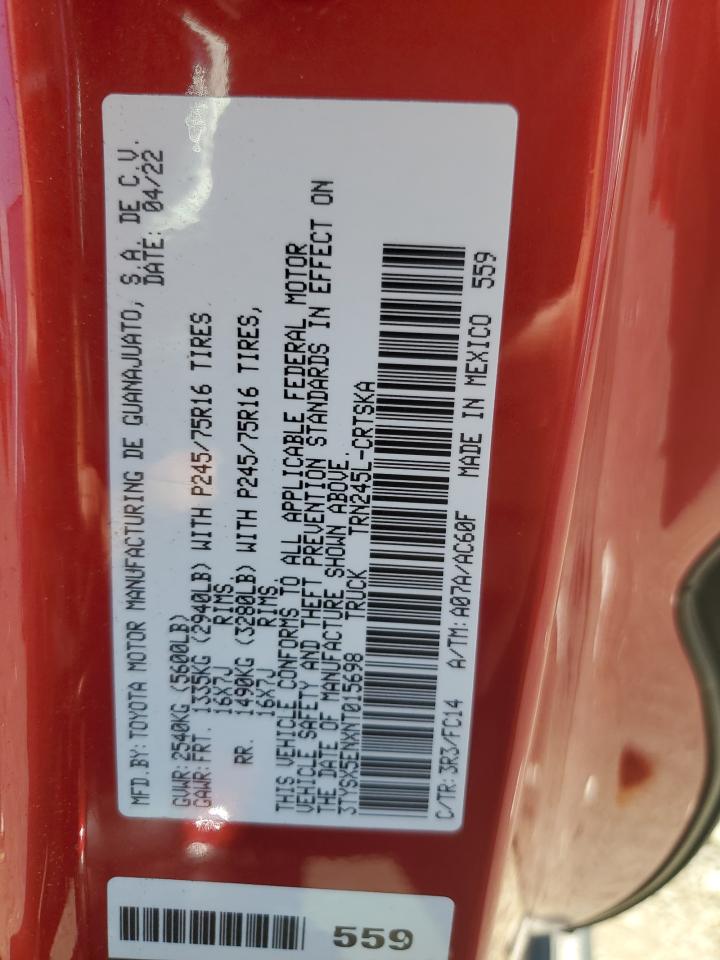 MFD.BY: TOYOTA MOTOR MANUFACTURING DE GUANAJUATO, S.A. DE C.V.
DATE: 04/22
GVWR: 2540KG (5600LB)
GAWR: FRT. 1335KG (2940LB) WITH P245/75R16 TIRES
16X7J RIMS.
RR. 1490KG (3280LB) WITH P245/75R16 TIRES,
16X7J RIMS.
THIS VEHICLE CONFORMS TO ALL APPLICABLE FEDERAL MOTOR
VEHICLE SAFETY AND THEFT PREVENTION STANDARDS IN EFFECT ON
THE DATE OF MANUFACTURE SHOWN ABOVE.
3TYSX5ENXNT015698 TRUCK TRN245L-CRTSKA
C/TR: 3R3/FC14 A/TM: A07A/AC60F MADE IN MEXICO 559
559